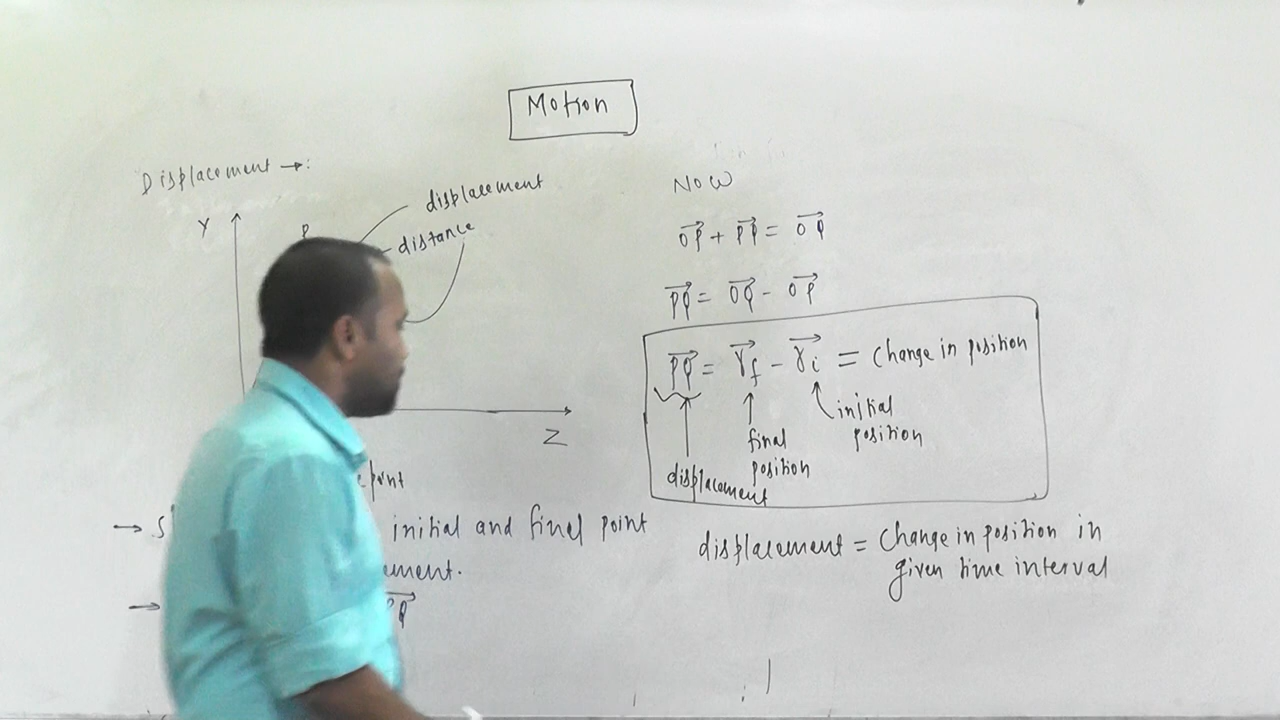 Motion
Displacement →:
displacement
distance
Y
P
Z
point
→
initial and final point
→
NOW
OP + PQ = OQ
PQ = OQ - OP
PQ = r_f - r_i = Change in position
initial
position
final
position
displacement
displacement = Change in position in
given time interval